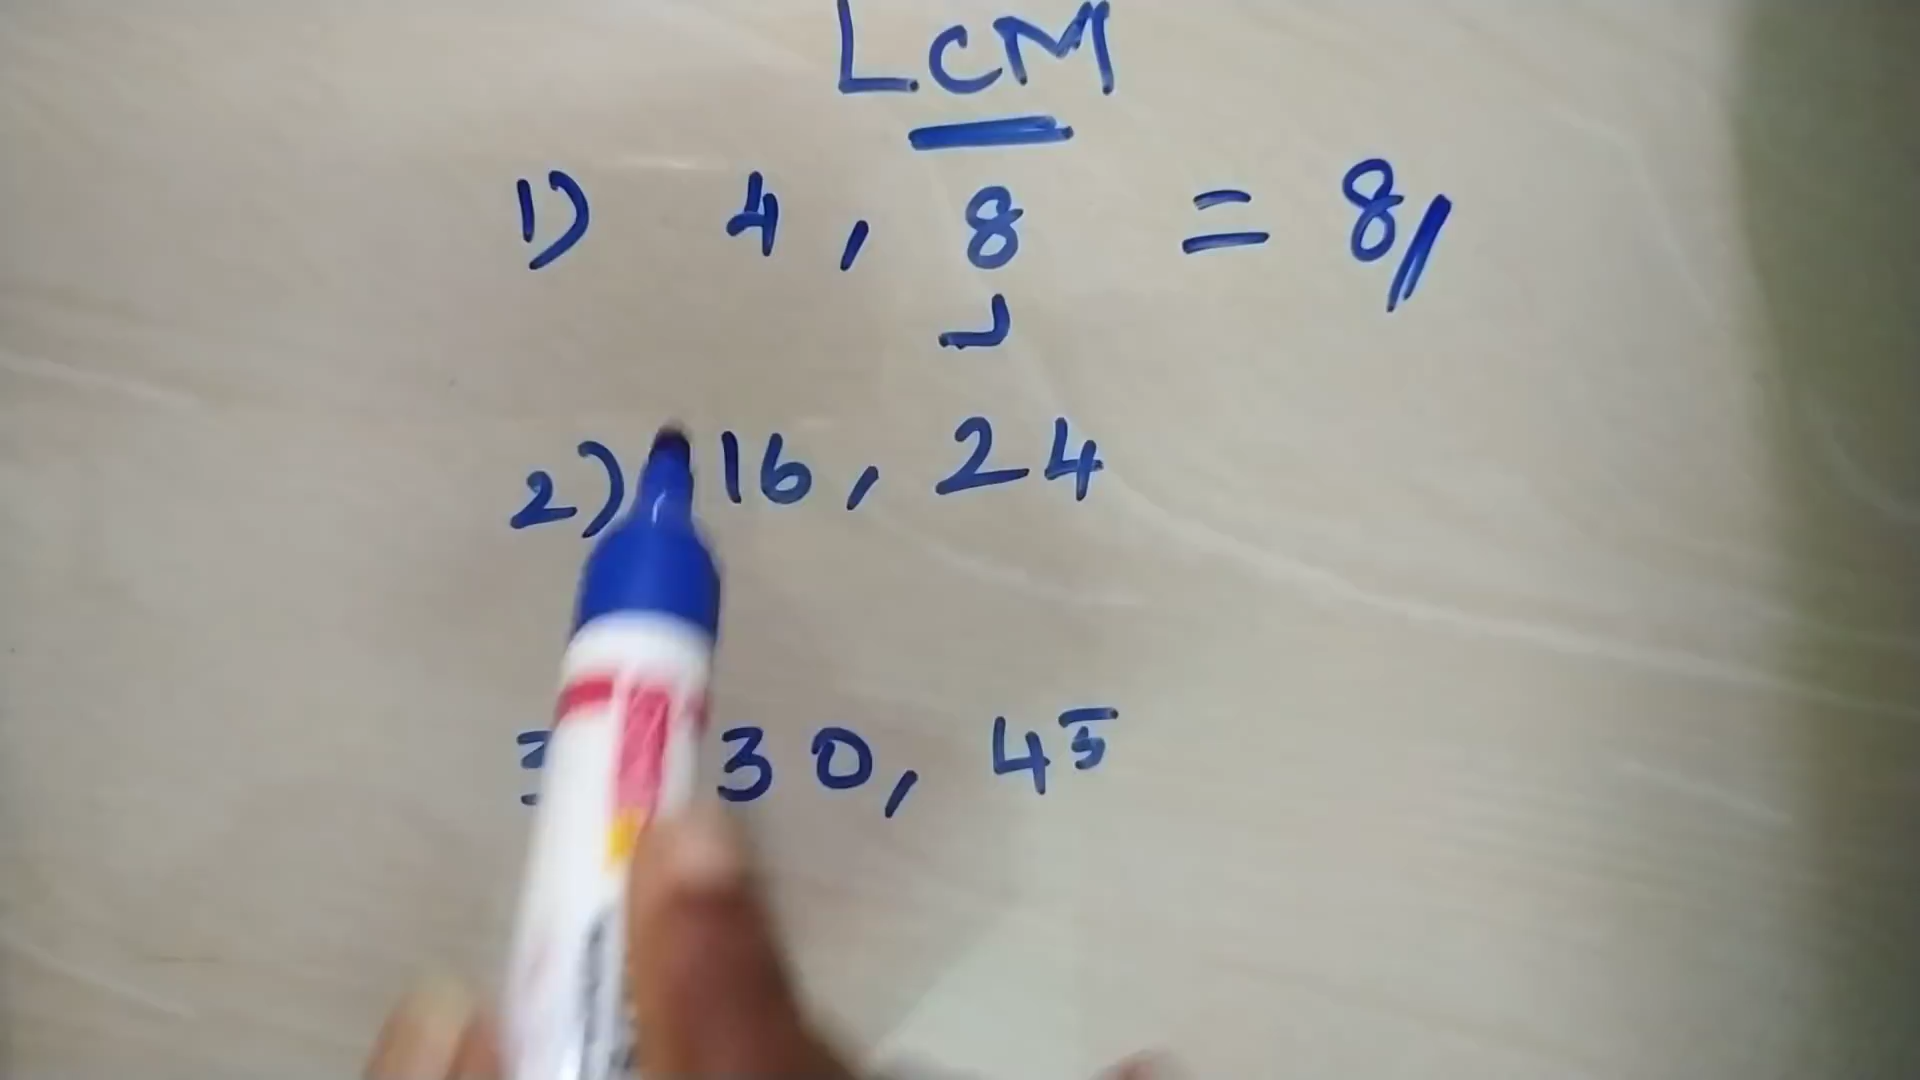 LCM
1) 4, 8 = 8,
2) 16, 24
30, 45